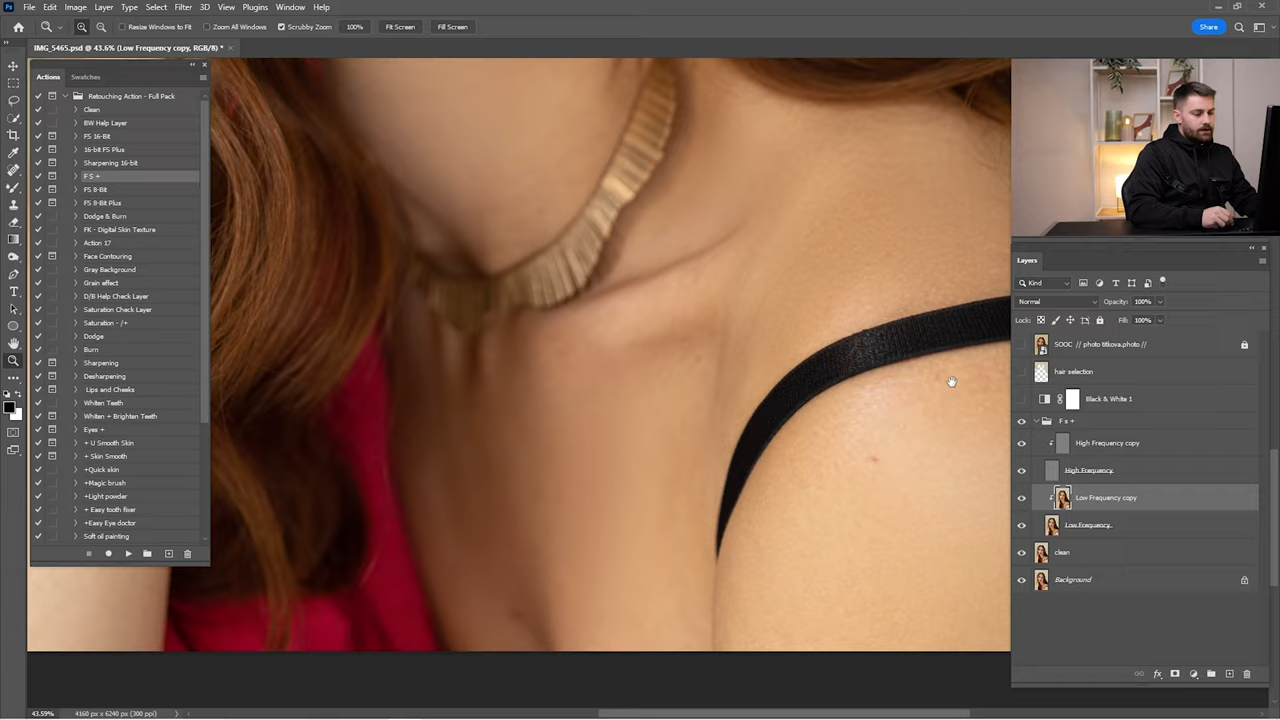 Ps File Edit Image Layer Type Select Filter 3D View Plugins Window Help
Resize Windows to Fit Zoom All Windows Scrubby Zoom 100% Fit Screen Fill Screen Share
IMG_5465.psd @ 43.6% (Low Frequency copy, RGB/8) *
Actions Swatches
Retouching Action - Full Pack
Clean
BW Help Layer
FS 16-Bit
16-bit FS Plus
Sharpening 16-bit
F S +
FS 8-Bit
FS 8-Bit Plus
Dodge & Burn
FK - Digital Skin Texture
Action 17
Face Contouring
Gray Background
Grain effect
D/B Help Check Layer
Saturation Check Layer
Saturation - /+
Dodge
Burn
Sharpening
Desharpening
Lips and Cheeks
Whiten Teeth
Whiten + Brighten Teeth
Eyes +
+ U Smooth Skin
+ Skin Smooth
+Quick skin
+Magic brush
+Light powder
+ Easy tooth fixer
+Easy Eye doctor
Soft oil painting
Layers
Kind
Normal Opacity: 100%
Lock: Fill: 100%
SOOC // photo titkova.photo //
hair selection
Black & White 1
F s +
High Frequency copy
High Frequency
Low Frequency copy
Low Frequency
clean
Background
43.59% 4160 px x 6240 px (300 ppi)